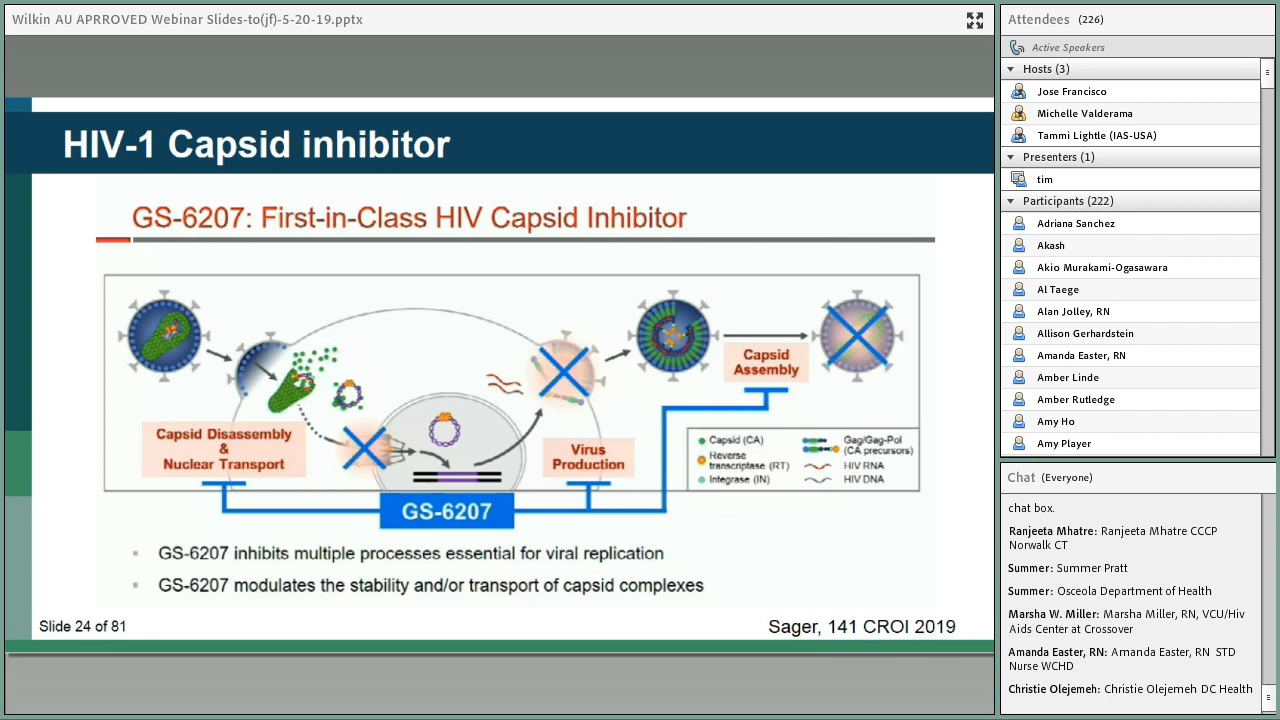 Wilkin AU APRROVED Webinar Slides-to(jf)-5-20-19.pptx
HIV-1 Capsid inhibitor
GS-6207: First-in-Class HIV Capsid Inhibitor
Capsid
Assembly
Capsid Disassembly
&
Nuclear Transport
Virus
Production
Capsid (CA)
Reverse
transcriptase (RT)
Integrase (IN)
Gag/Gag-Pol
(CA precursors)
HIV RNA
HIV DNA
GS-6207
▪ GS-6207 inhibits multiple processes essential for viral replication
▪ GS-6207 modulates the stability and/or transport of capsid complexes
Slide 24 of 81
Sager, 141 CROI 2019
Attendees (226)
Active Speakers
Hosts (3)
Jose Francisco
Michelle Valderama
Tammi Lightle (IAS-USA)
Presenters (1)
tim
Participants (222)
Adriana Sanchez
Akash
Akio Murakami-Ogasawara
Al Taege
Alan Jolley, RN
Allison Gerhardstein
Amanda Easter, RN
Amber Linde
Amber Rutledge
Amy Ho
Amy Player
Chat (Everyone)
chat box.
Ranjeeta Mhatre: Ranjeeta Mhatre CCCP
Norwalk CT
Summer: Summer Pratt
Summer: Osceola Department of Health
Marsha W. Miller: Marsha Miller, RN, VCU/Hiv
Aids Center at Crossover
Amanda Easter, RN: Amanda Easter, RN STD
Nurse WCHD
Christie Olejemeh: Christie Olejemeh DC Health